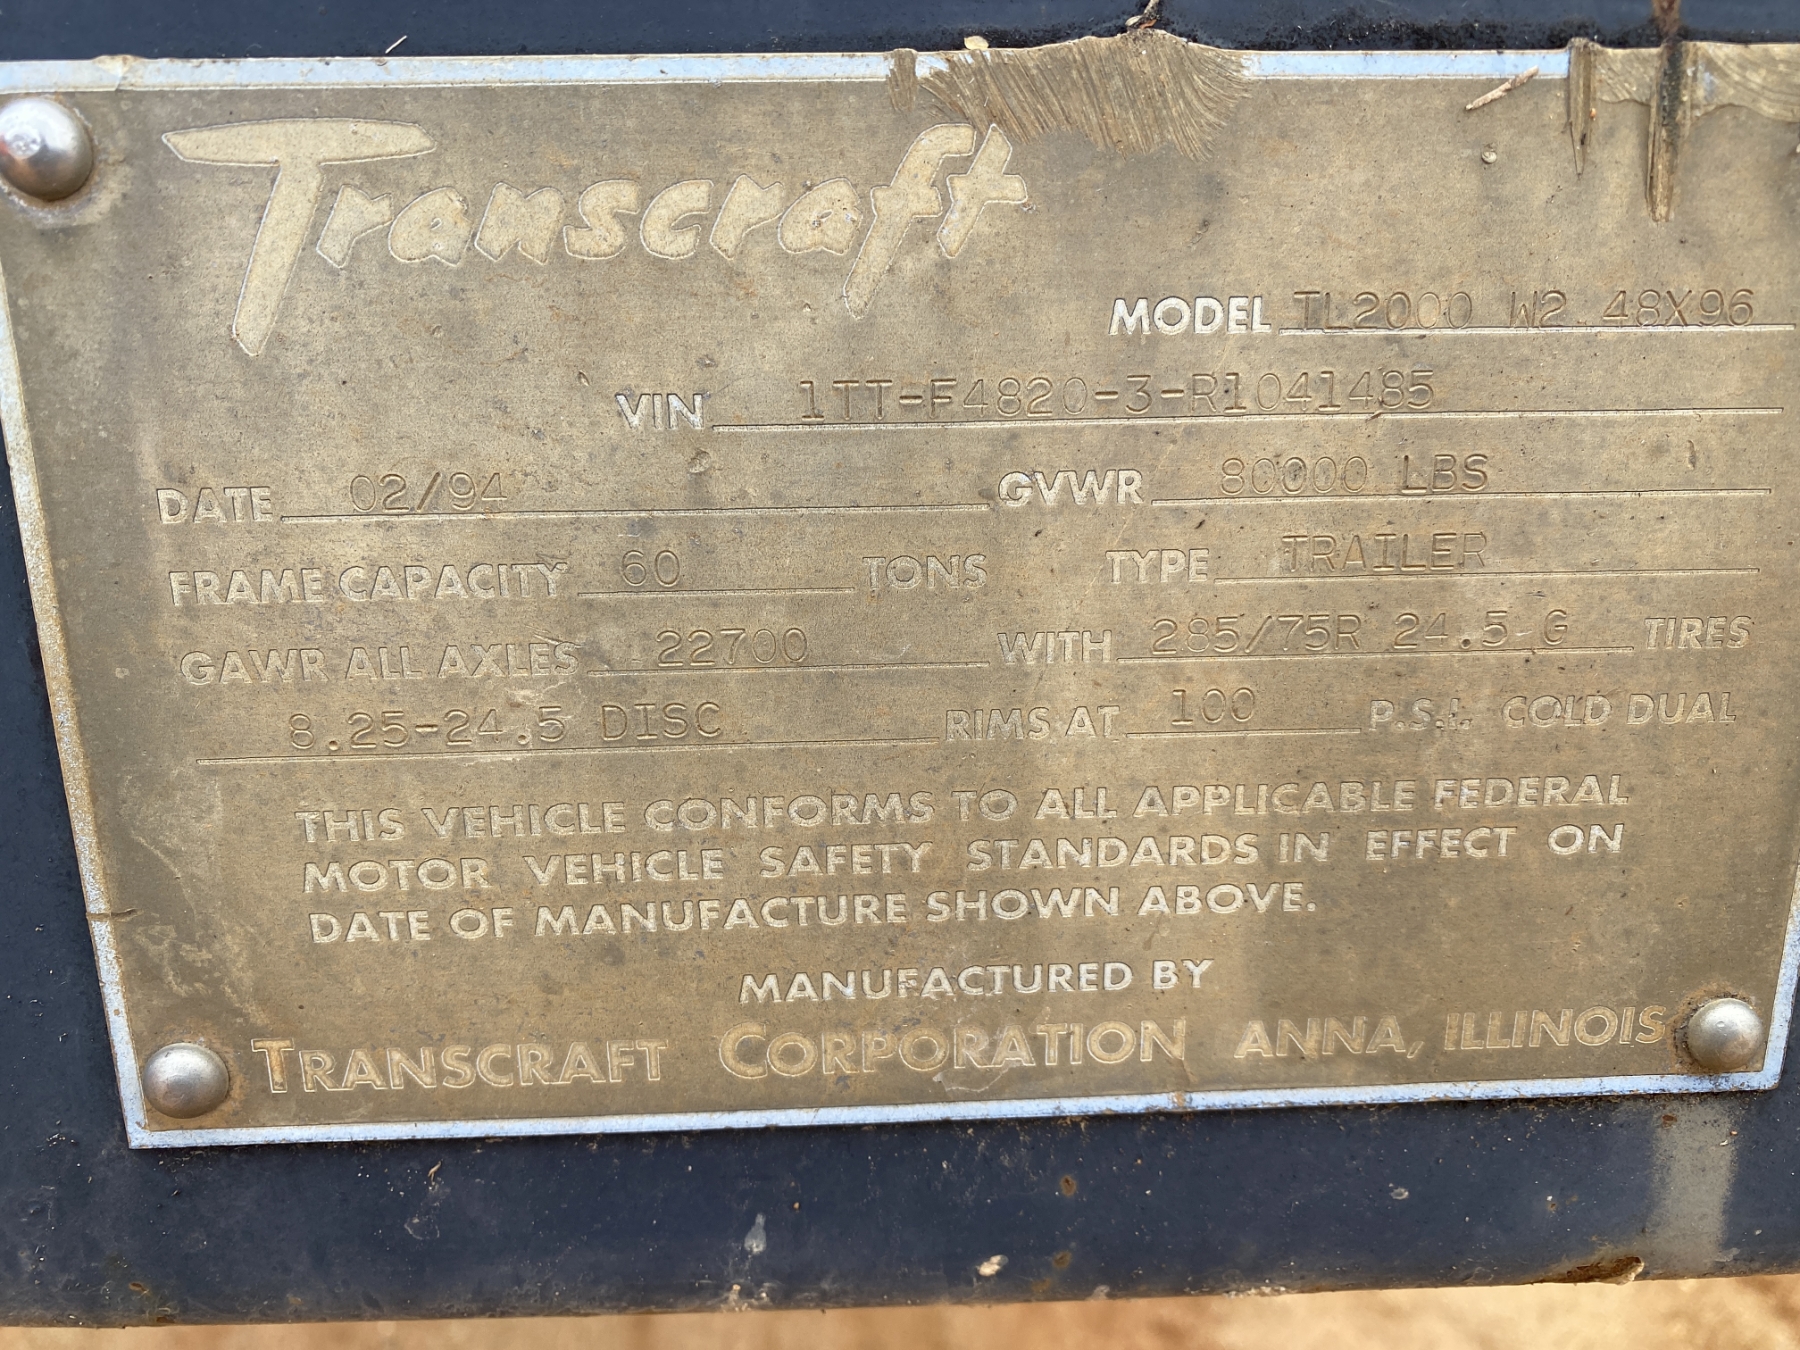 Transcraft
MODEL TL2000 W2 48X96
VIN 1TT-F4820-3-R1041485
DATE 02/94 GVWR 80000 LBS
FRAME CAPACITY 60 TONS TYPE TRAILER
GAWR ALL AXLES 22700 WITH 285/75R 24.5 G TIRES
8.25-24.5 DISC RIMS AT 100 P.S.I. COLD DUAL
THIS VEHICLE CONFORMS TO ALL APPLICABLE FEDERAL
MOTOR VEHICLE SAFETY STANDARDS IN EFFECT ON
DATE OF MANUFACTURE SHOWN ABOVE.
MANUFACTURED BY
TRANSCRAFT CORPORATION ANNA, ILLINOIS